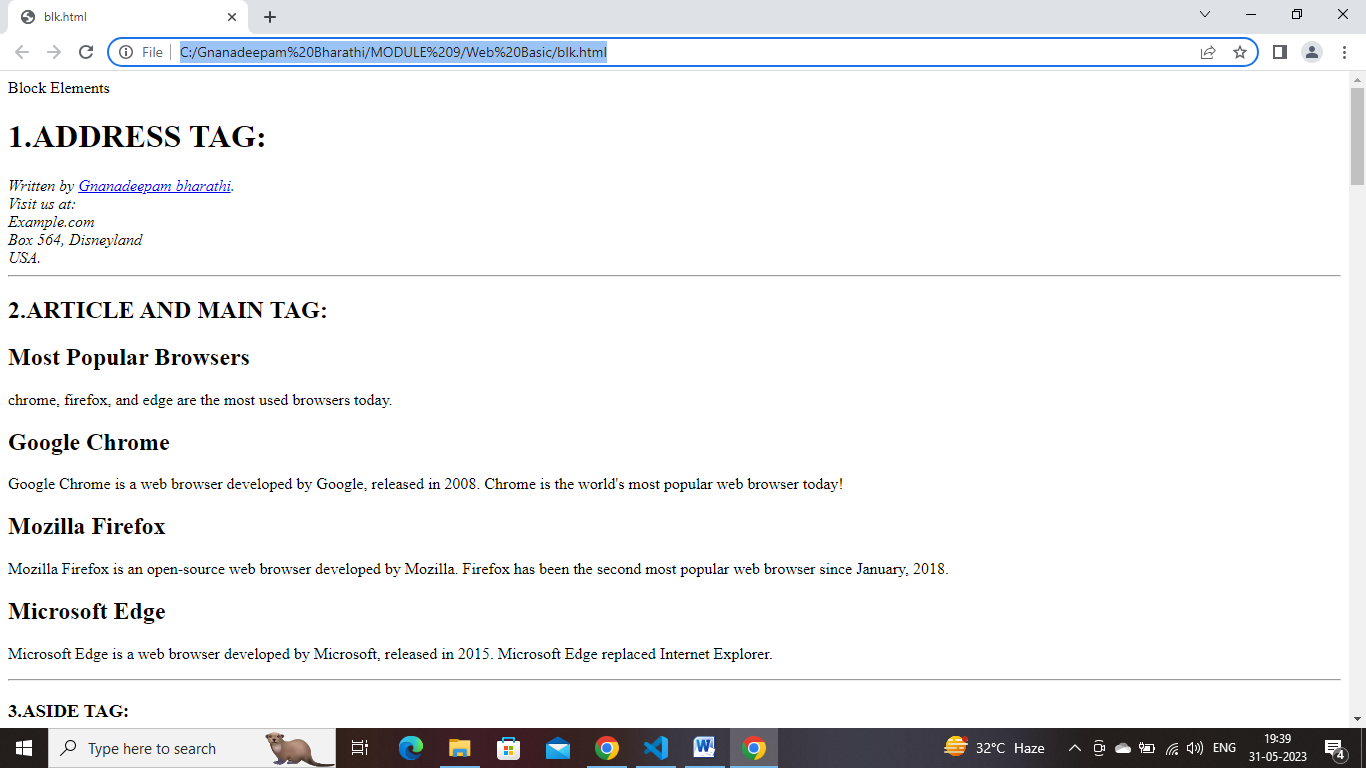 blk.html
File
C:/Gnanadeepam%20Bharathi/MODULE%209/Web%20Basic/blk.html
Block Elements
1.ADDRESS TAG:
Written by Gnanadeepam bharathi.
Visit us at:
Example.com
Box 564, Disneyland
USA.
2.ARTICLE AND MAIN TAG:
Most Popular Browsers
chrome, firefox, and edge are the most used browsers today.
Google Chrome
Google Chrome is a web browser developed by Google, released in 2008. Chrome is the world's most popular web browser today!
Mozilla Firefox
Mozilla Firefox is an open-source web browser developed by Mozilla. Firefox has been the second most popular web browser since January, 2018.
Microsoft Edge
Microsoft Edge is a web browser developed by Microsoft, released in 2015. Microsoft Edge replaced Internet Explorer.
3.ASIDE TAG:
Type here to search
32°C Haze
ENG
19:39
31-05-2023
4